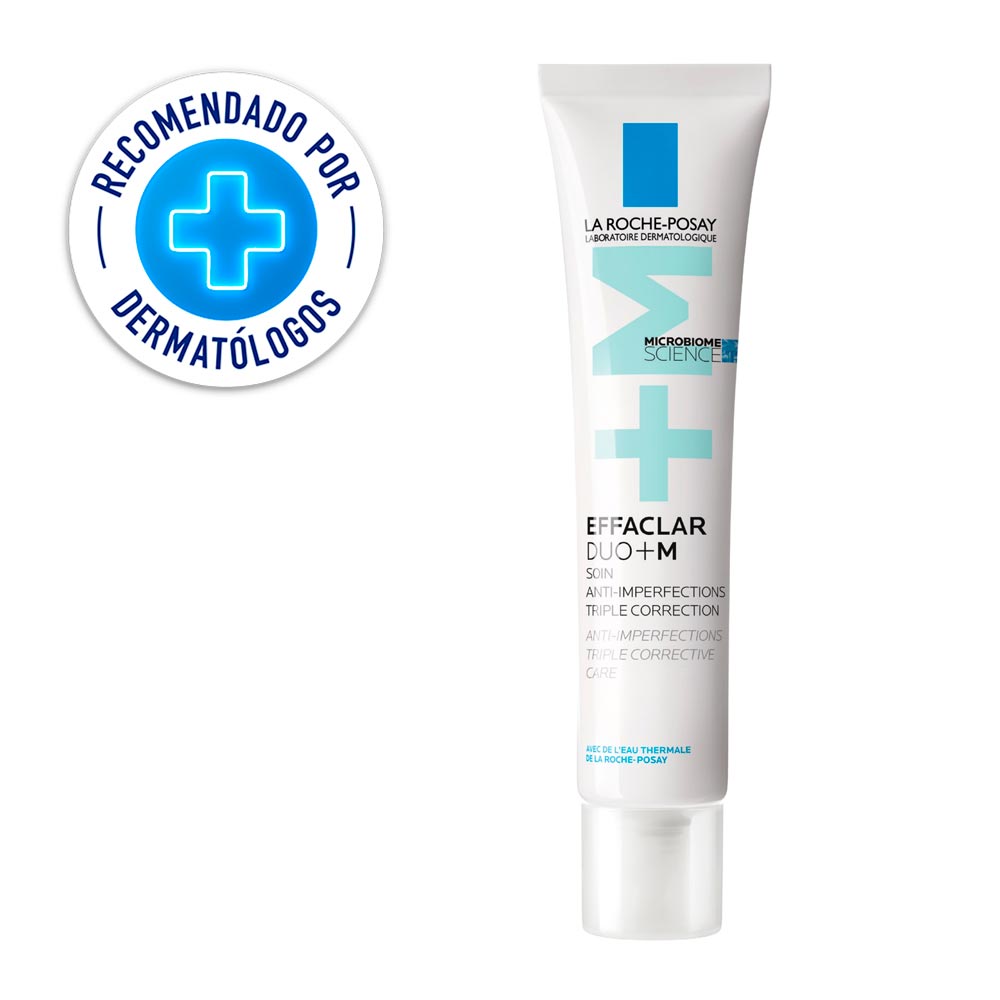 RECOMENDADO POR
DERMATÓLOGOS
LA ROCHE-POSAY
LABORATOIRE DERMATOLOGIQUE
M
MICROBIOME
SCIENCE
+
EFFACLAR
DUO+M
SOIN
ANTI-IMPERFECTIONS
TRIPLE CORRECTION
ANTI-IMPERFECTIONS
TRIPLE CORRECTIVE
CARE
AVEC DE L'EAU THERMALE
DE LA ROCHE-POSAY